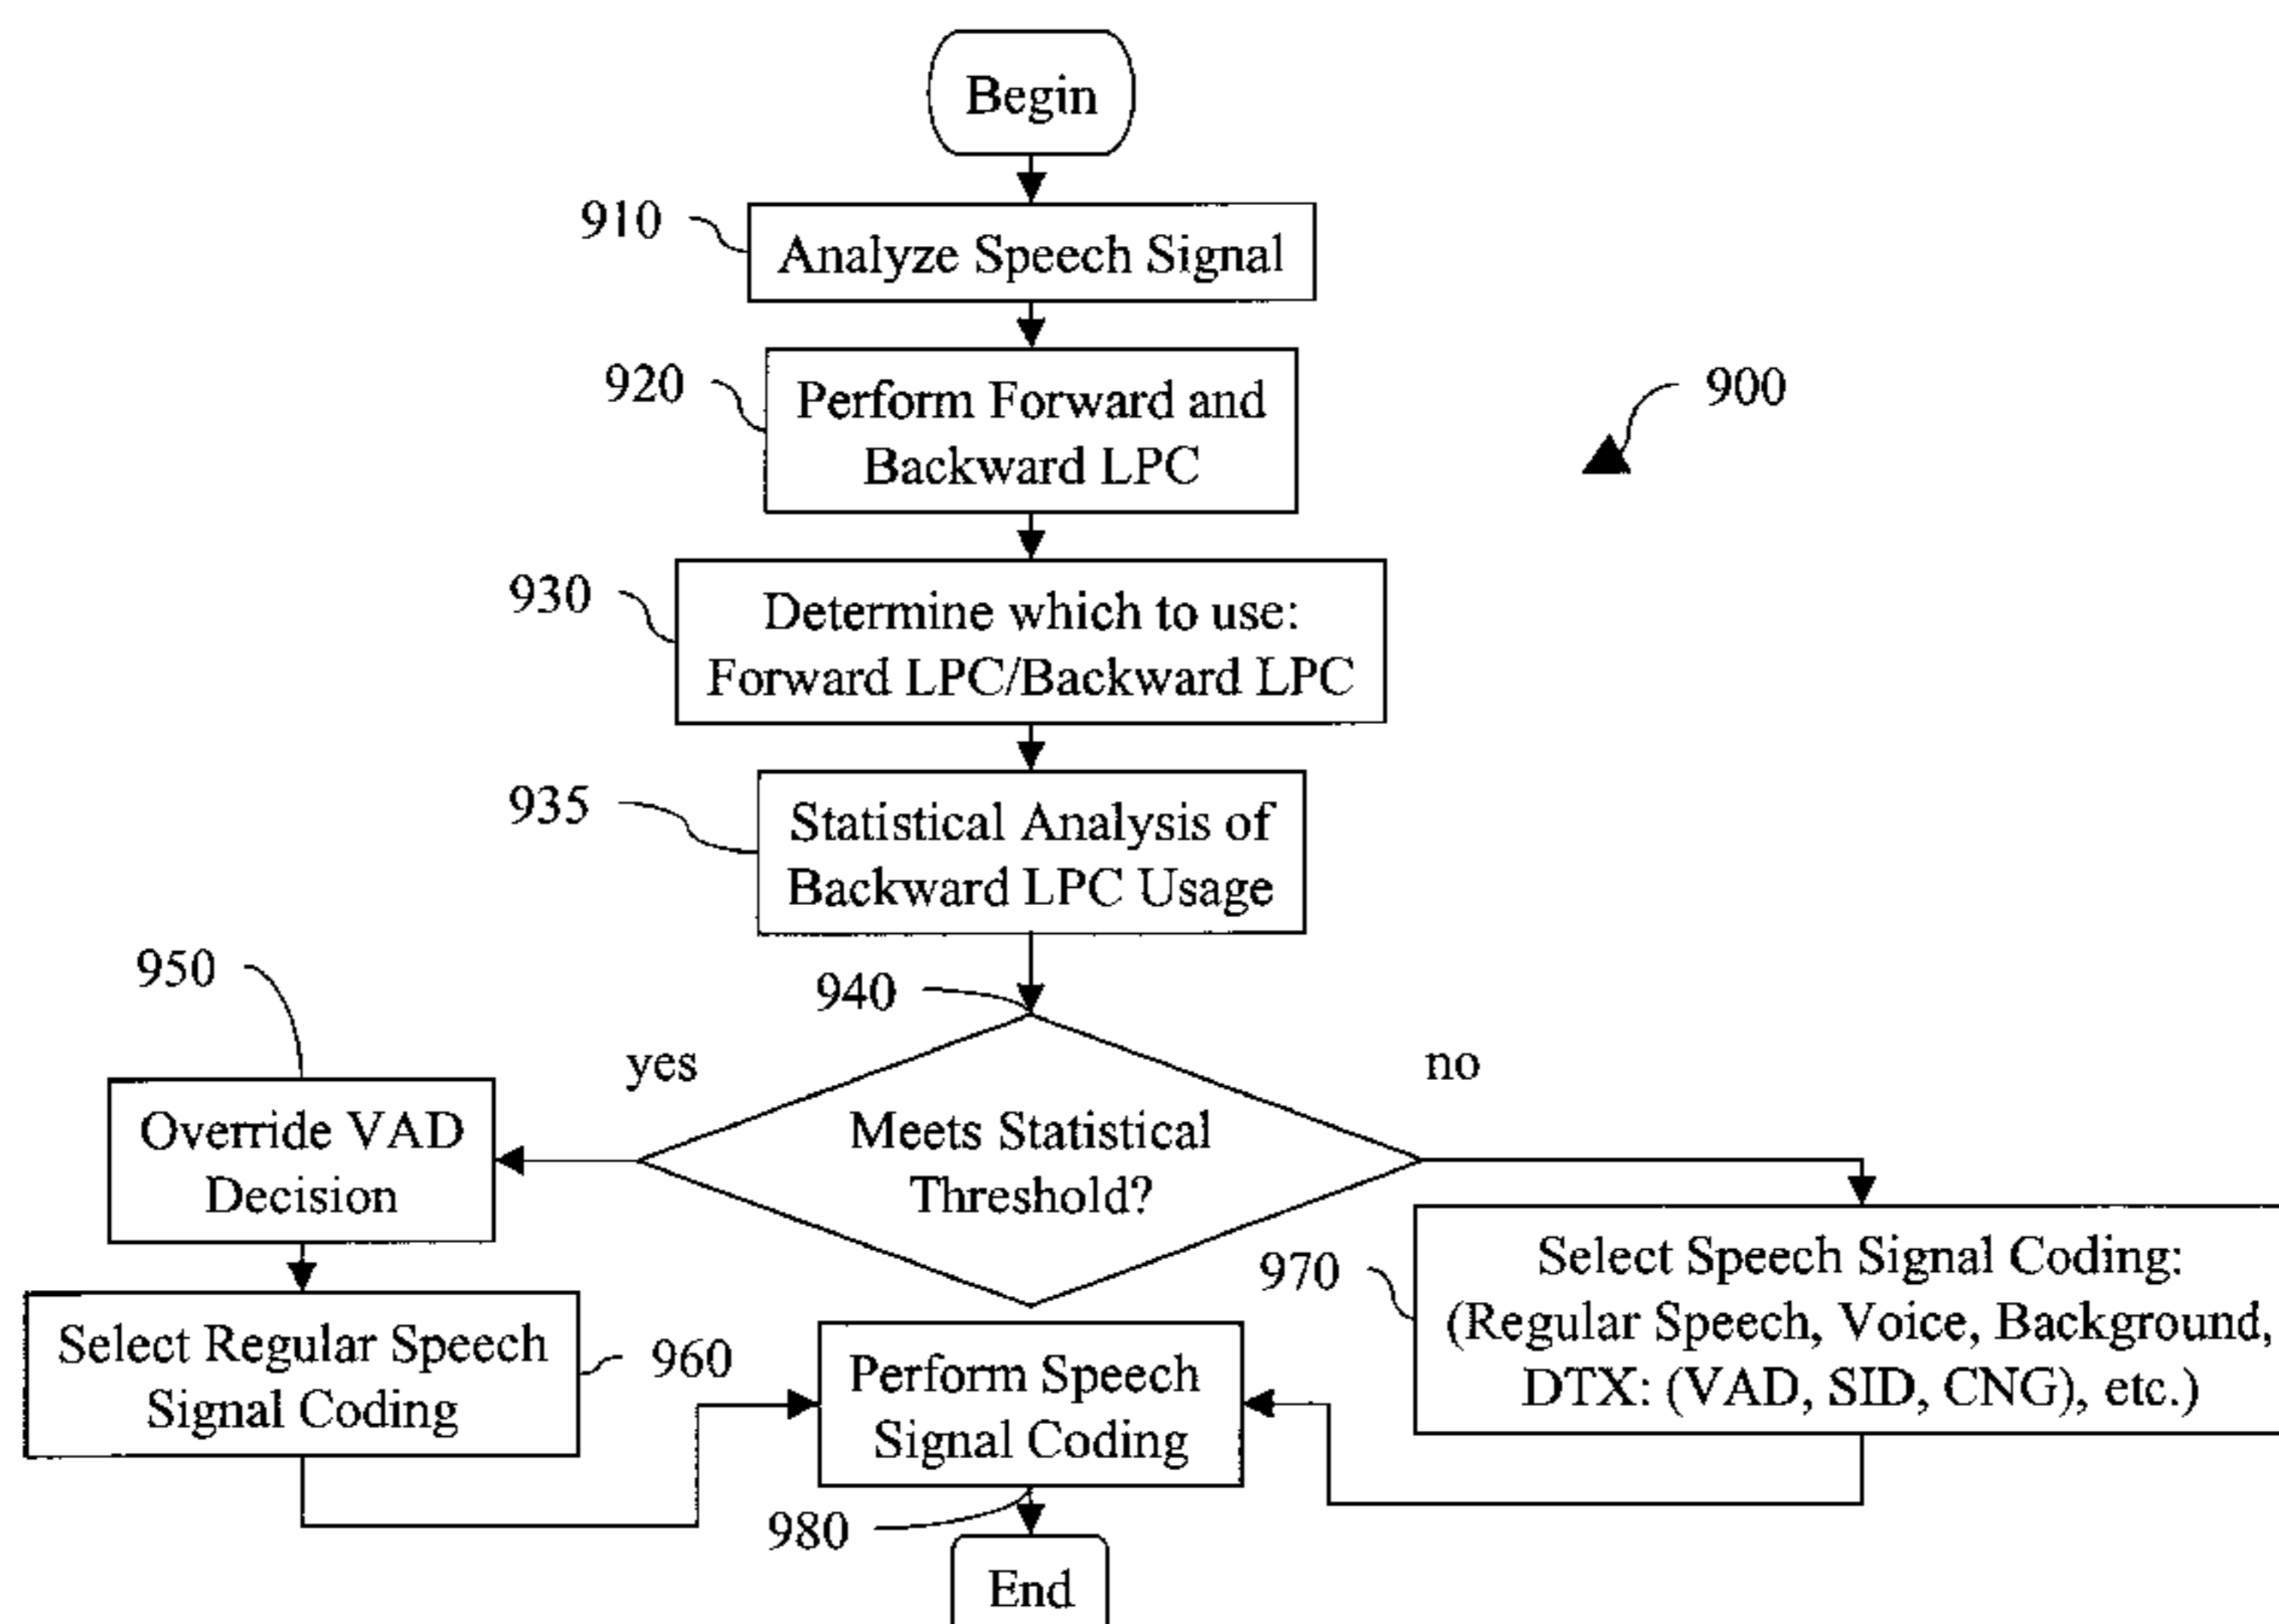 Begin
910
Analyze Speech Signal
920
Perform Forward and
Backward LPC
900
930
Determine which to use:
Forward LPC/Backward LPC
935
Statistical Analysis of
Backward LPC Usage
950
940
yes
no
Override VAD
Decision
Meets Statistical
Threshold?
970
Select Speech Signal Coding:
(Regular Speech, Voice, Background,
DTX: (VAD, SID, CNG), etc.)
Select Regular Speech
Signal Coding
960
Perform Speech
Signal Coding
980
End